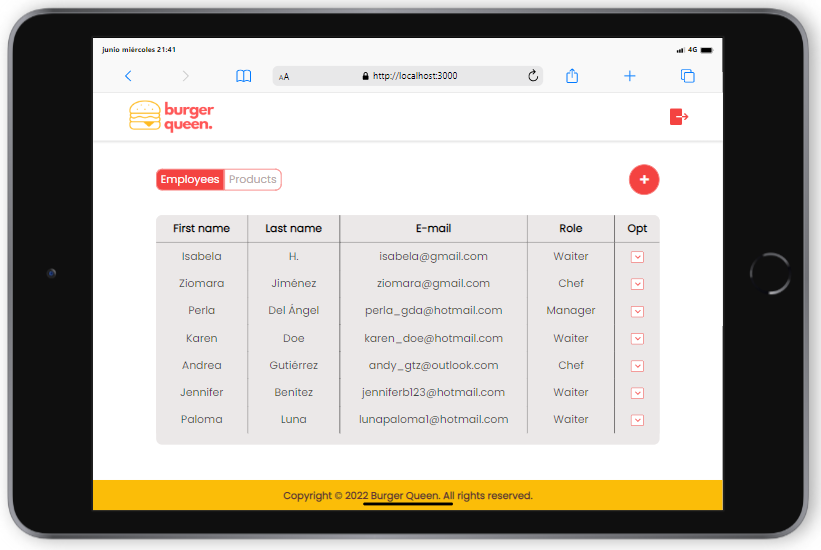 junio miércoles 21:41
4G
AA
http://localhost:3000
burger
queen.
Employees Products
+
First name Last name E-mail Role Opt
Isabela H. isabela@gmail.com Waiter
Ziomara Jiménez ziomara@gmail.com Chef
Perla Del Ángel perla_gda@hotmail.com Manager
Karen Doe karen_doe@hotmail.com Waiter
Andrea Gutiérrez andy_gtz@outlook.com Chef
Jennifer Benítez jenniferb123@hotmail.com Waiter
Paloma Luna lunapaloma1@hotmail.com Waiter
Copyright © 2022 Burger Queen. All rights reserved.